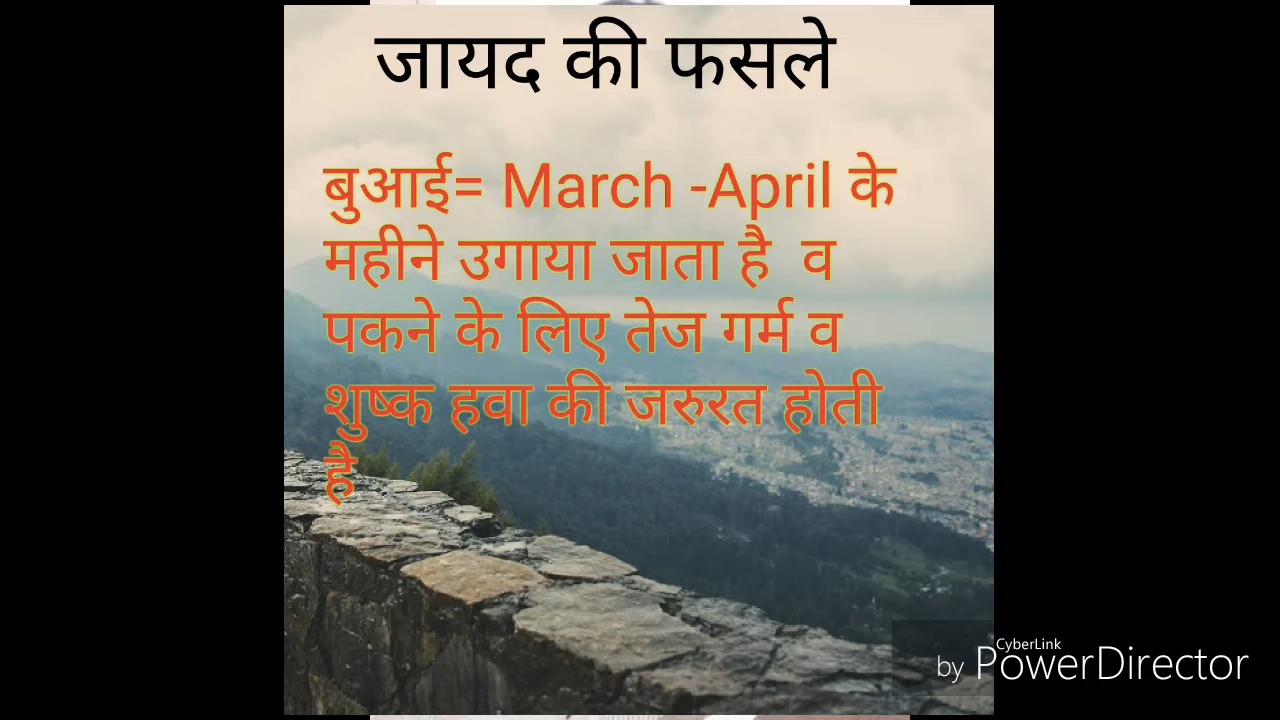 जायद की फसले
बुआई= March -April के
महीने उगाया जाता है व
पकने के लिए तेज गर्म व
शुष्क हवा की जरुरत होती
है
CyberLink
by PowerDirector